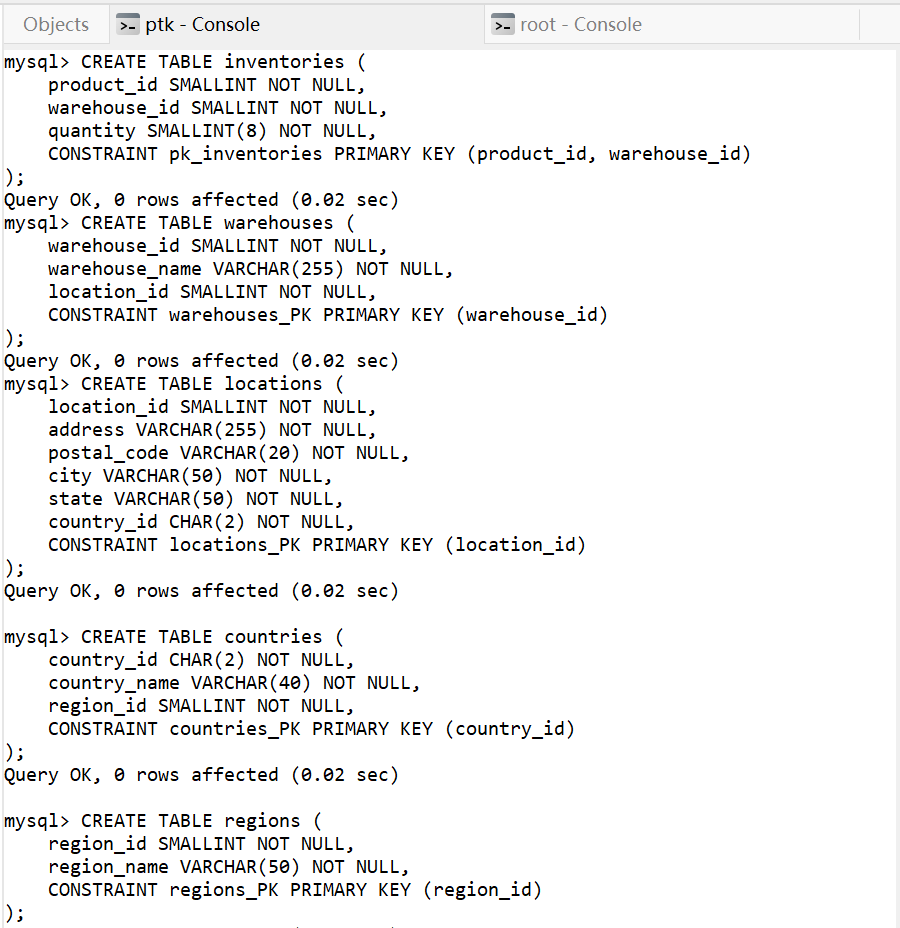 Objects
ptk - Console
root - Console
mysql> CREATE TABLE inventories (
    product_id SMALLINT NOT NULL,
    warehouse_id SMALLINT NOT NULL,
    quantity SMALLINT(8) NOT NULL,
    CONSTRAINT pk_inventories PRIMARY KEY (product_id, warehouse_id)
);
Query OK, 0 rows affected (0.02 sec)
mysql> CREATE TABLE warehouses (
    warehouse_id SMALLINT NOT NULL,
    warehouse_name VARCHAR(255) NOT NULL,
    location_id SMALLINT NOT NULL,
    CONSTRAINT warehouses_PK PRIMARY KEY (warehouse_id)
);
Query OK, 0 rows affected (0.02 sec)
mysql> CREATE TABLE locations (
    location_id SMALLINT NOT NULL,
    address VARCHAR(255) NOT NULL,
    postal_code VARCHAR(20) NOT NULL,
    city VARCHAR(50) NOT NULL,
    state VARCHAR(50) NOT NULL,
    country_id CHAR(2) NOT NULL,
    CONSTRAINT locations_PK PRIMARY KEY (location_id)
);
Query OK, 0 rows affected (0.02 sec)

mysql> CREATE TABLE countries (
    country_id CHAR(2) NOT NULL,
    country_name VARCHAR(40) NOT NULL,
    region_id SMALLINT NOT NULL,
    CONSTRAINT countries_PK PRIMARY KEY (country_id)
);
Query OK, 0 rows affected (0.02 sec)

mysql> CREATE TABLE regions (
    region_id SMALLINT NOT NULL,
    region_name VARCHAR(50) NOT NULL,
    CONSTRAINT regions_PK PRIMARY KEY (region_id)
);